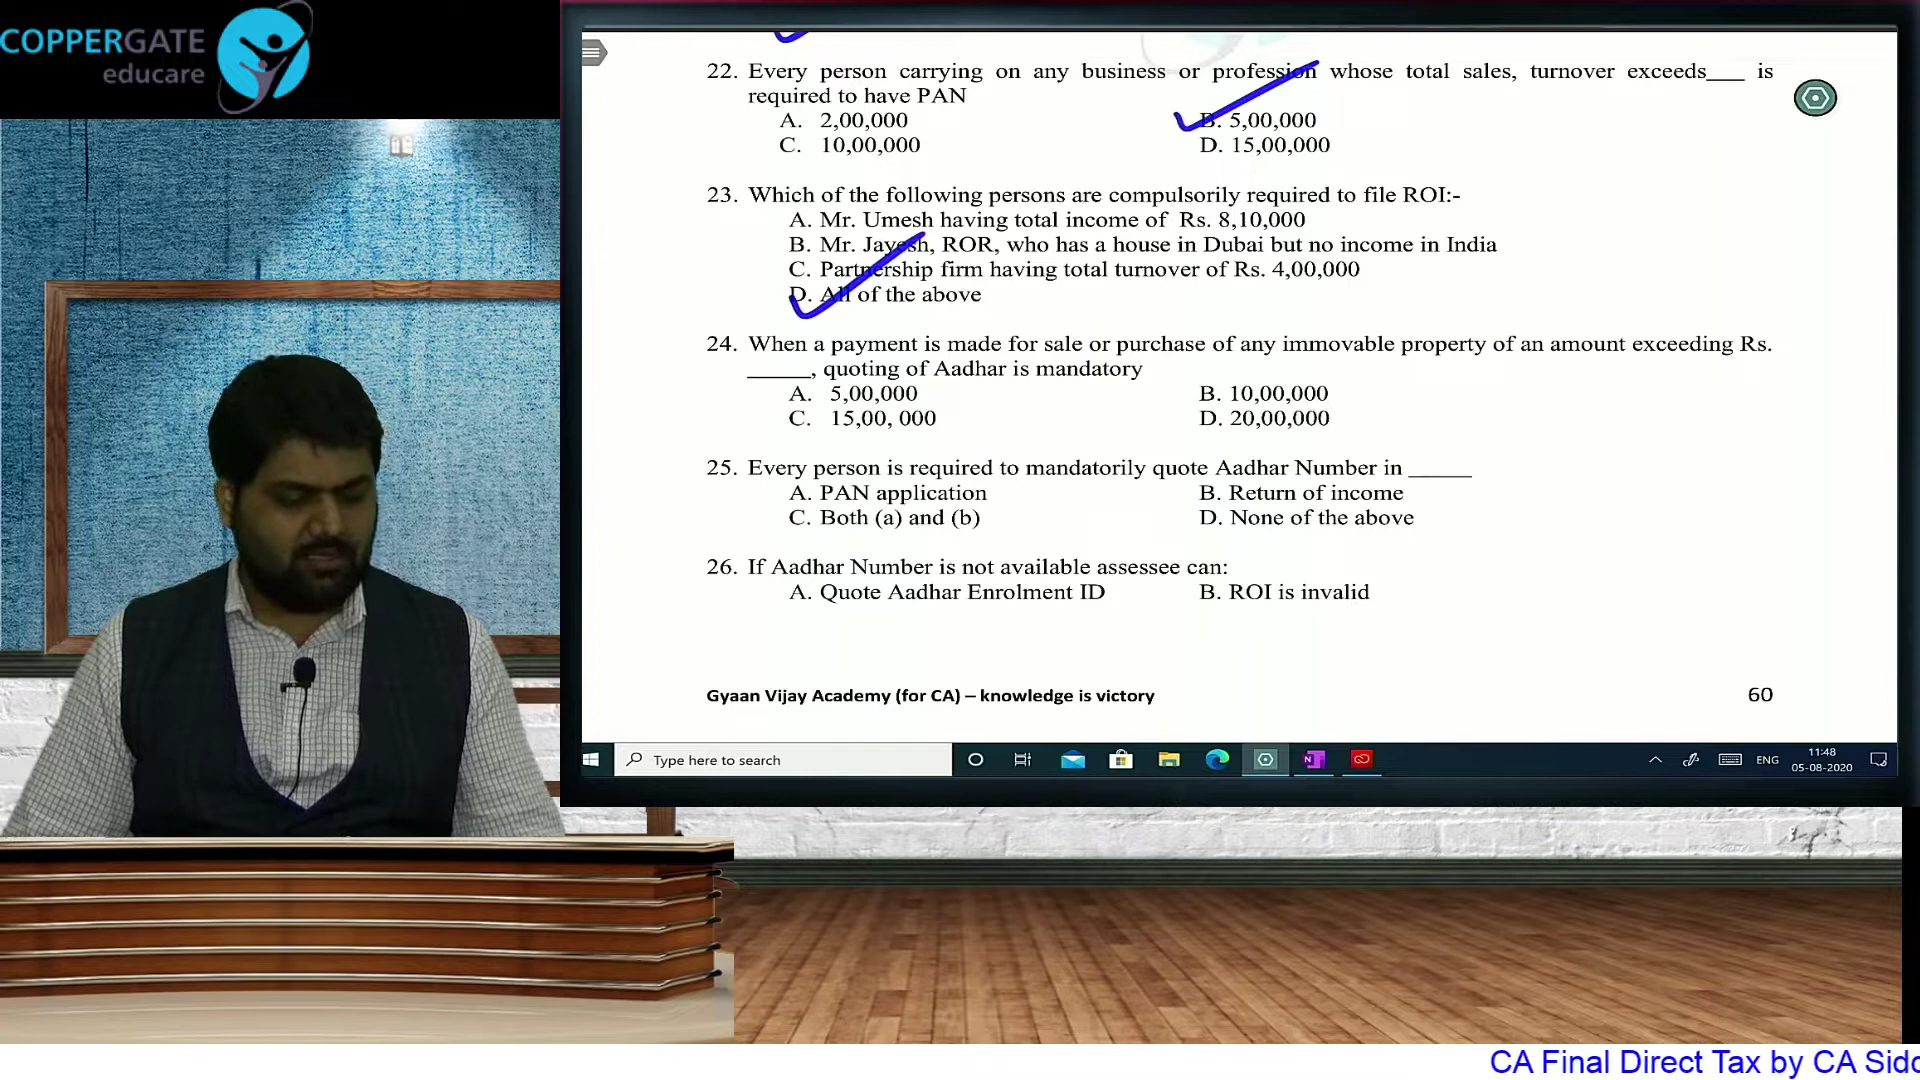 COPPERGATE
educare
22. Every person carrying on any business or profession whose total sales, turnover exceeds___ is
required to have PAN
A. 2,00,000 B. 5,00,000
C. 10,00,000 D. 15,00,000
23. Which of the following persons are compulsorily required to file ROI:-
A. Mr. Umesh having total income of Rs. 8,10,000
B. Mr. Jayesh, ROR, who has a house in Dubai but no income in India
C. Partnership firm having total turnover of Rs. 4,00,000
D. All of the above
24. When a payment is made for sale or purchase of any immovable property of an amount exceeding Rs.
_____, quoting of Aadhar is mandatory
A. 5,00,000 B. 10,00,000
C. 15,00, 000 D. 20,00,000
25. Every person is required to mandatorily quote Aadhar Number in _____
A. PAN application B. Return of income
C. Both (a) and (b) D. None of the above
26. If Aadhar Number is not available assessee can:
A. Quote Aadhar Enrolment ID B. ROI is invalid
Gyaan Vijay Academy (for CA) – knowledge is victory 60
Type here to search ENG 11:48
05-08-2020
CA Final Direct Tax by CA Sidd